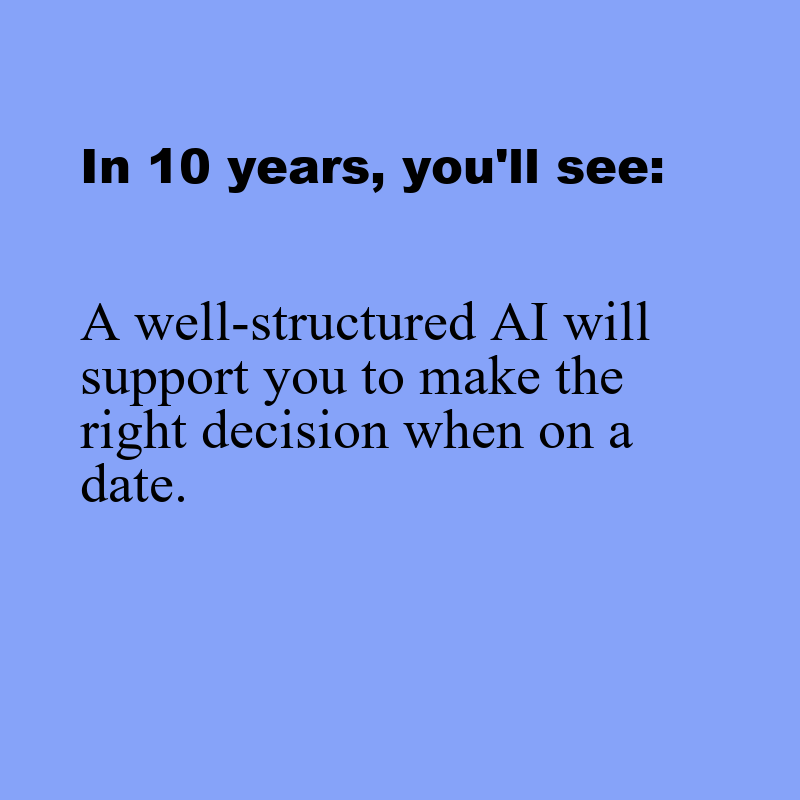 In 10 years, you'll see:
A well-structured AI will
support you to make the
right decision when on a
date.